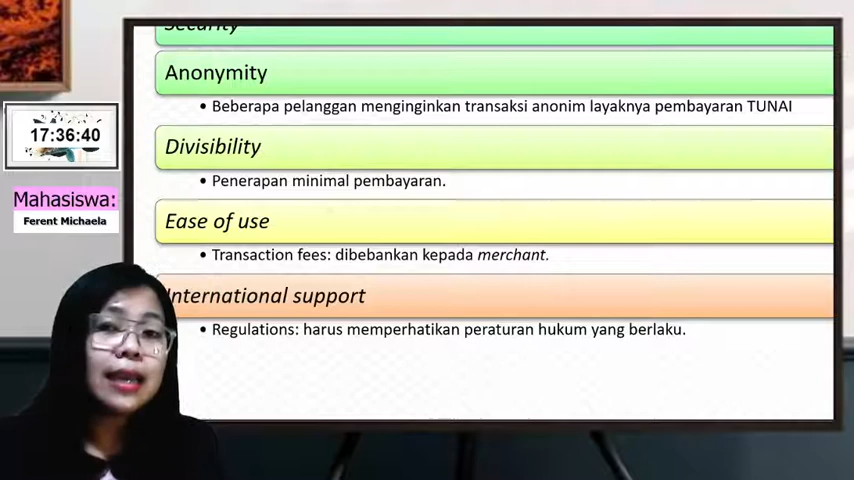 Security
Anonymity
• Beberapa pelanggan menginginkan transaksi anonim layaknya pembayaran TUNAI
17:36:40
Divisibility
• Penerapan minimal pembayaran.
Mahasiswa:
Ferent Michaela
Ease of use
• Transaction fees: dibebankan kepada merchant.
International support
• Regulations: harus memperhatikan peraturan hukum yang berlaku.